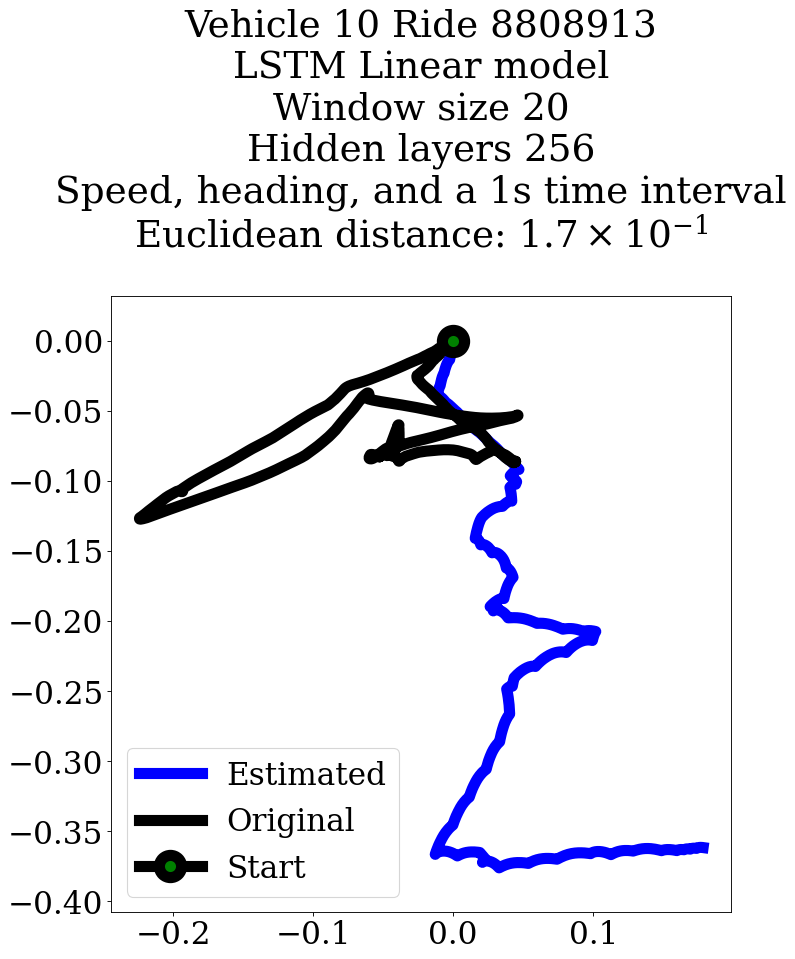 Vehicle 10 Ride 8808913
LSTM Linear model
Window size 20
Hidden layers 256
Speed, heading, and a 1s time interval
Euclidean distance: 1.7 × 10⁻¹
0.00
−0.05
−0.10
−0.15
−0.20
−0.25
−0.30
−0.35
−0.40
Estimated
Original
Start
−0.2 −0.1 0.0 0.1